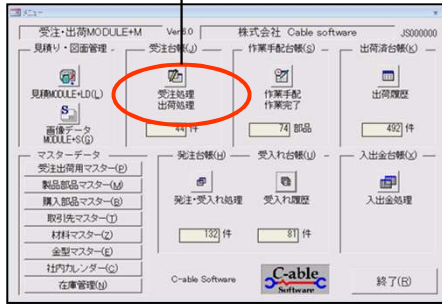 メニュー
受注・出荷MODULE+M Ver6.0 株式会社 Cable software JS000000
見積り・図面管理
見積MODULE+LD(L)
画像データ
MODULE+S(G)
受注台帳(J)
受注処理
出荷処理
44 件
作業手配台帳(S)
作業手配
作業完了
74 部品
出荷済台帳(K)
出荷履歴
492 件
マスターデータ
受注出荷用マスター(P)
製品部品マスター(M)
購入部品マスター(B)
取引先マスター(T)
材料マスター(Z)
金型マスター(E)
社内カレンダー(C)
在庫管理(N)
発注台帳(H)
発注・受入れ処理
132 件
受入れ台帳(U)
受入れ履歴
81 件
入出金台帳(X)
入出金処理
C-able Software
C-able
Software
終了(R)